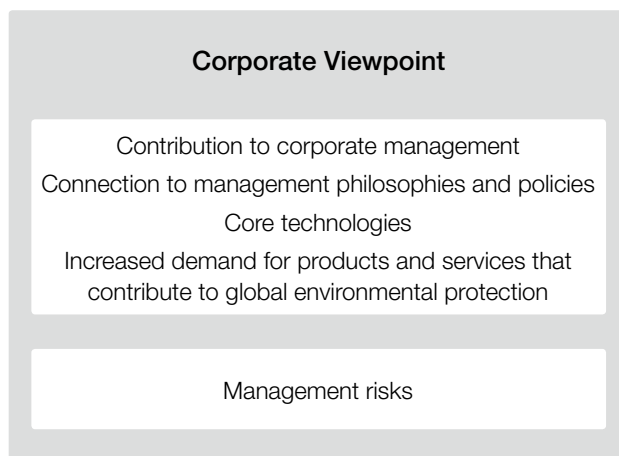 Corporate Viewpoint
Contribution to corporate management
Connection to management philosophies and policies
Core technologies
Increased demand for products and services that
contribute to global environmental protection
Management risks